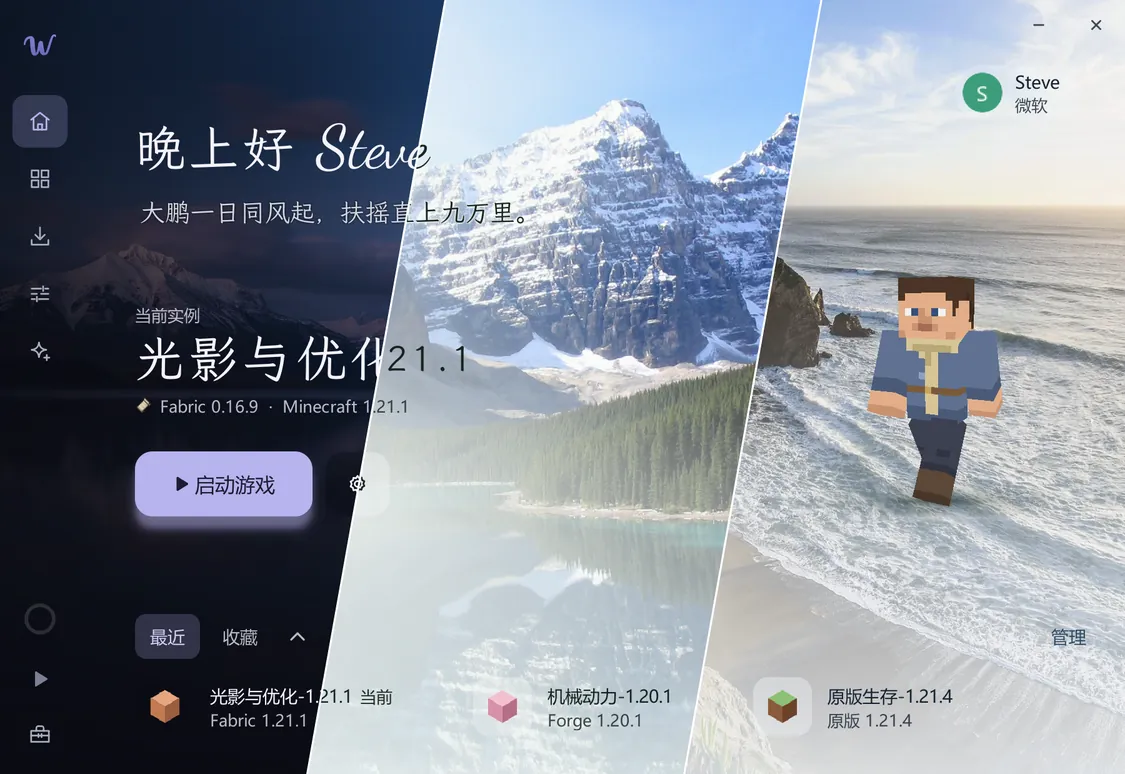 W
Steve
S
微软
晚上好 Steve
大鹏一日同风起，扶摇直上九万里。
当前实例
光影与优化21.1
Fabric 0.16.9 · Minecraft 1.21.1
启动游戏
最近 收藏
管理
光影与优化-1.21.1 当前
Fabric 1.21.1
机械动力-1.20.1
Forge 1.20.1
原版生存-1.21.4
原版 1.21.4